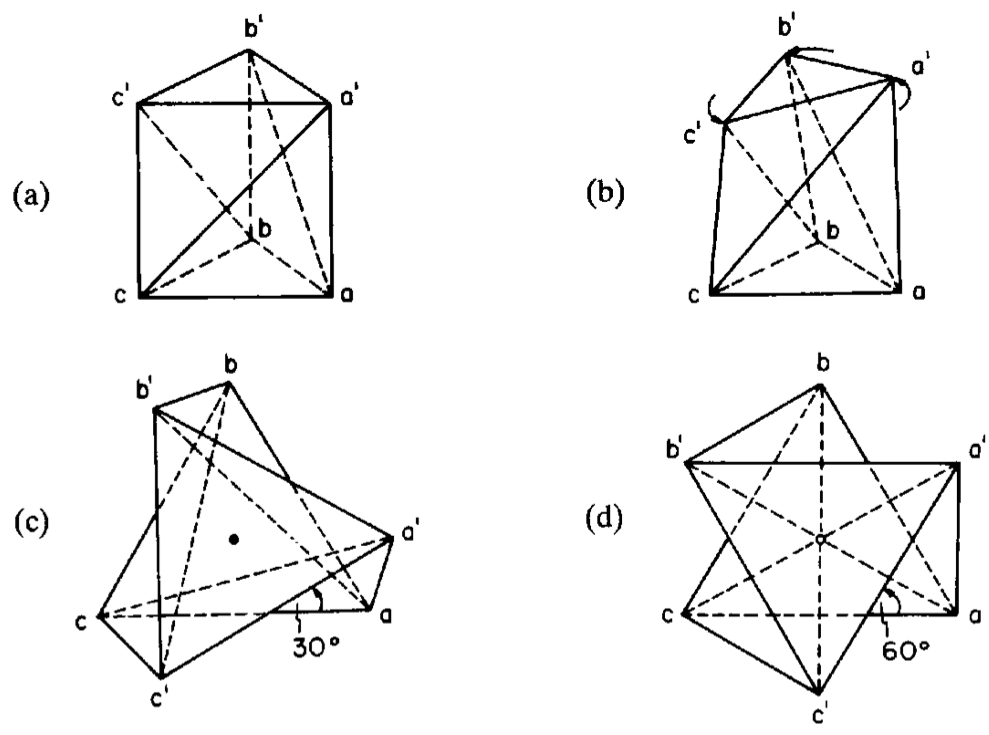 b' b'
c' a' a'
c'
(a) (b)
b b
c a c a
b b
b'
b' a'
(c) (d)
a'
c a c a
30° 60°
c' c'